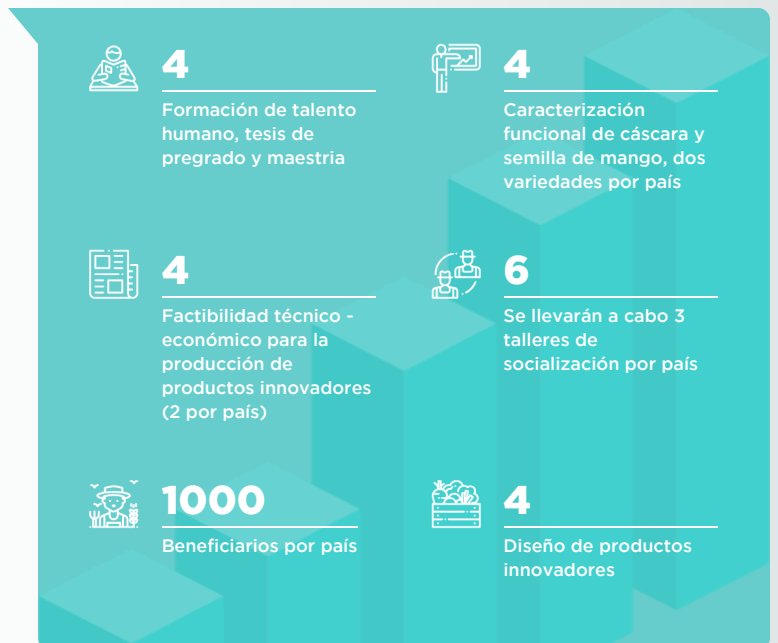 4
Formación de talento
humano, tesis de
pregrado y maestria
4
Caracterización
funcional de cáscara y
semilla de mango, dos
variedades por país
4
Factibilidad técnico -
económico para la
producción de
productos innovadores
(2 por país)
6
Se llevarán a cabo 3
talleres de
socialización por país
1000
Beneficiarios por país
4
Diseño de productos
innovadores